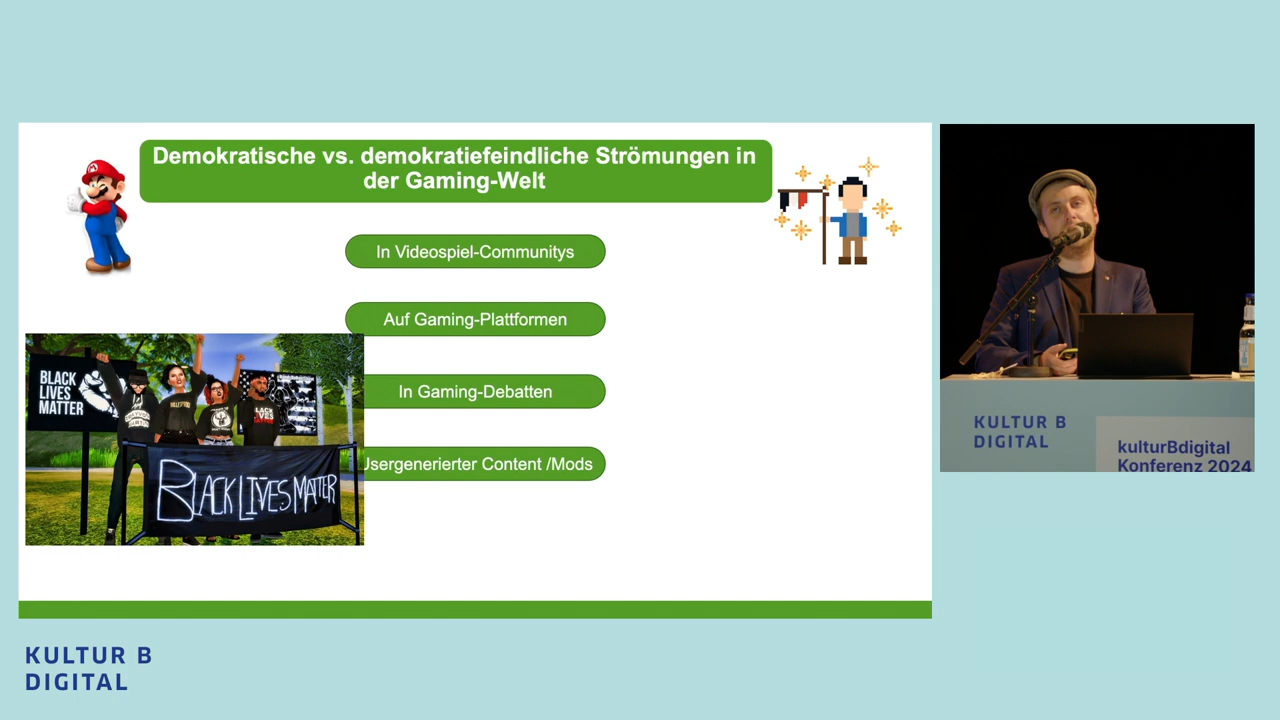 Demokratische vs. demokratiefeindliche Strömungen in
der Gaming-Welt
In Videospiel-Communitys
Auf Gaming-Plattformen
In Gaming-Debatten
Usergenerierter Content /Mods
BLACK
LIVES
MATTER
BLACK LIVES MATTER
KULTUR B
DIGITAL
kulturBdigital
Konferenz 2024
KULTUR B
DIGITAL